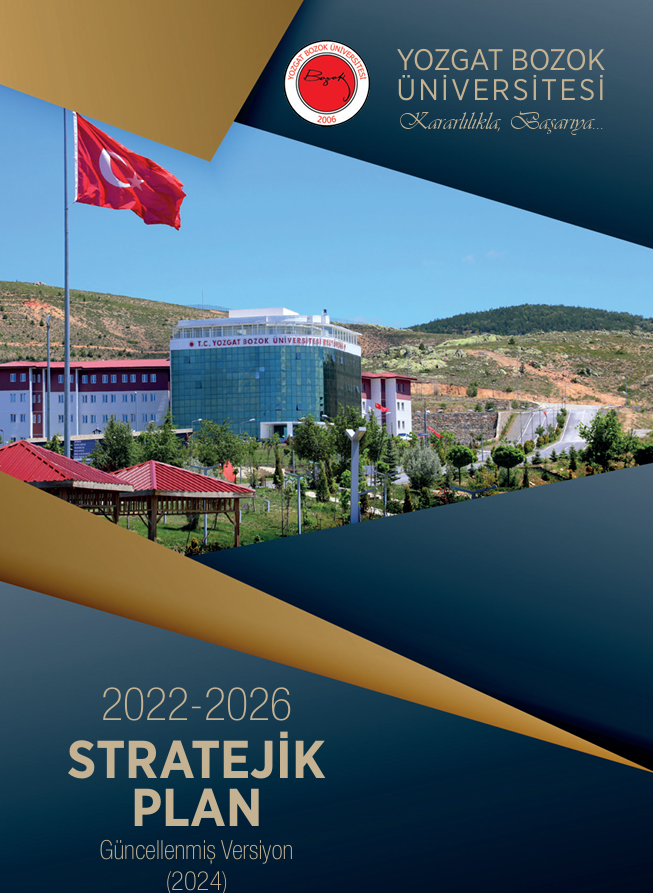 YOZGAT BOZOK ÜNİVERSİTESİ
Bozok
2006
YOZGAT BOZOK
ÜNİVERSİTESİ
Kararlılıkla, Başarıya...
T.C. YOZGAT BOZOK ÜNİVERSİTESİ
2022-2026
STRATEJİK
PLAN
Güncellenmiş Versiyon
(2024)